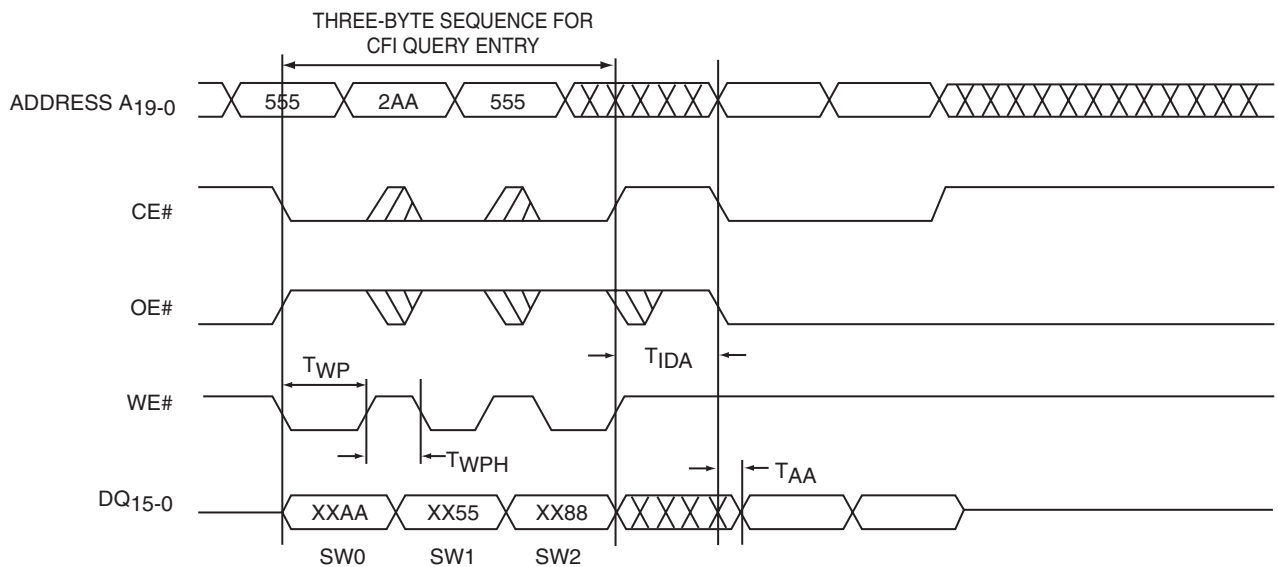 THREE-BYTE SEQUENCE FOR
CFI QUERY ENTRY
ADDRESS A19-0
555
2AA
555
CE#
OE#
TIDA
TWP
WE#
TWPH
TAA
DQ15-0
XXAA
XX55
XX88
SW0
SW1
SW2